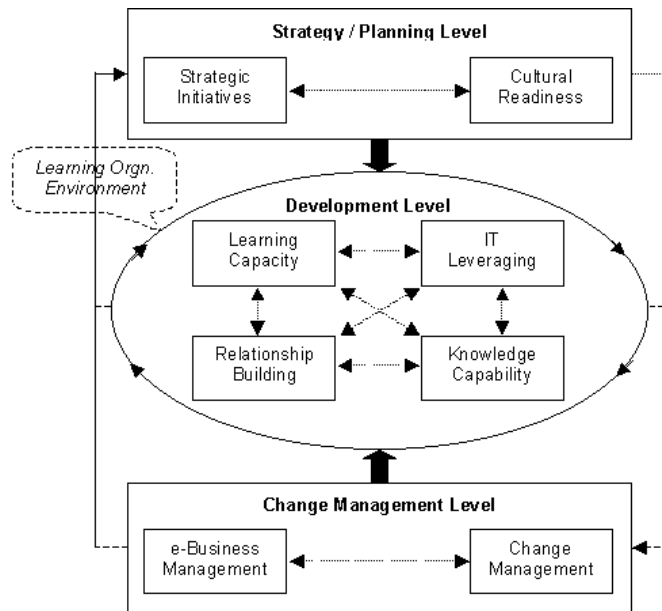 Strategy / Planning Level
Strategic
Initiatives
Cultural
Readiness
Learning Orgn.
Environment
Development Level
Learning
Capacity
IT
Leveraging
Relationship
Building
Knowledge
Capability
Change Management Level
e-Business
Management
Change
Management